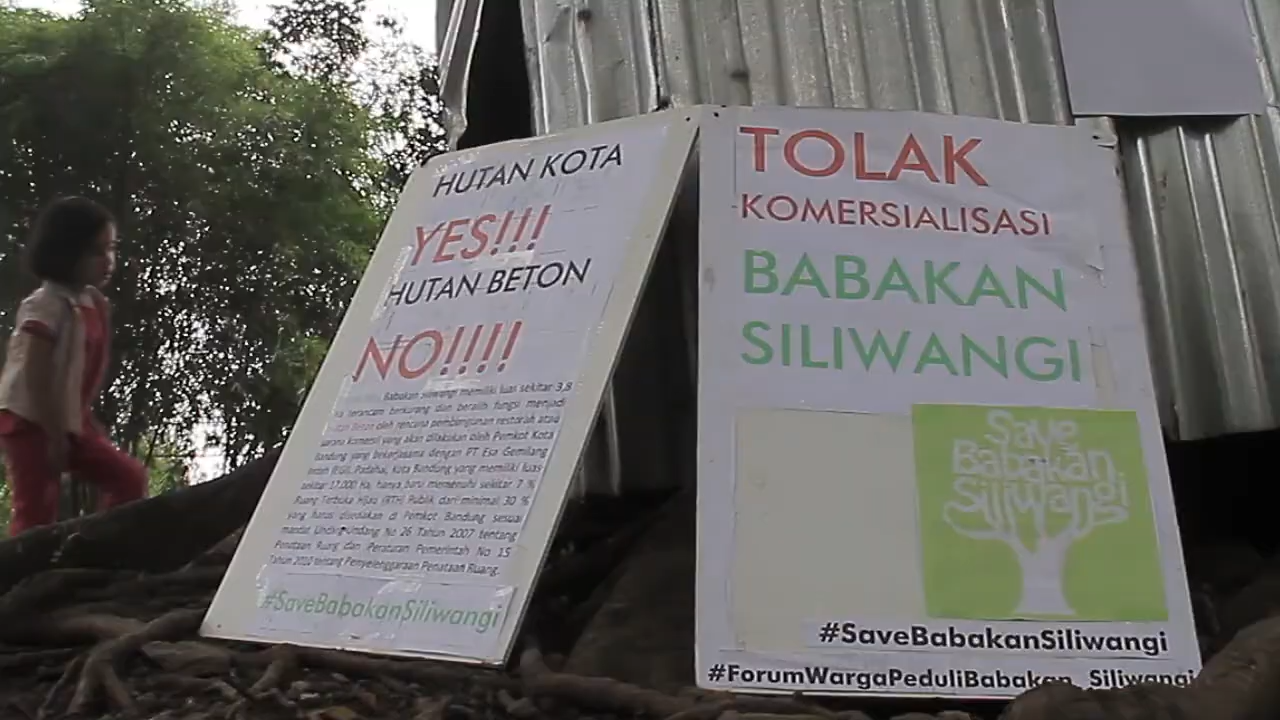 HUTAN KOTA
YES!!!
HUTAN BETON
NO!!!!
Babakan Siliwangi memiliki luas sekitar 3,8
Ha terancam berkurang dan beralih fungsi menjadi
Hutan Beton oleh rencana pembangunan restoran atau
sarana komersil yang akan dilakukan oleh Pemkot Kota
Bandung yang bekerjasama dengan PT Esa Gemilang
(EGI). Padahal, Kota Bandung yang memiliki luas
sekitar 17.000 Ha, hanya baru memenuhi sekitar 7 %
Ruang Terbuka Hijau (RTH) Publik dari minimal 30 %
yang harus disediakan di Pemkot Bandung sesuai
mandat Undang-Undang No 26 Tahun 2007 tentang
Penataan Ruang dan Peraturan Pemerintah No 15
Tahun 2010 tentang Penyelenggaraan Penataan Ruang.
#SaveBabakanSiliwangi
TOLAK
KOMERSIALISASI
BABAKAN
SILIWANGI
Save
Babakan
Siliwangi
#SaveBabakanSiliwangi
#ForumWargaPeduliBabakan_Siliwangi